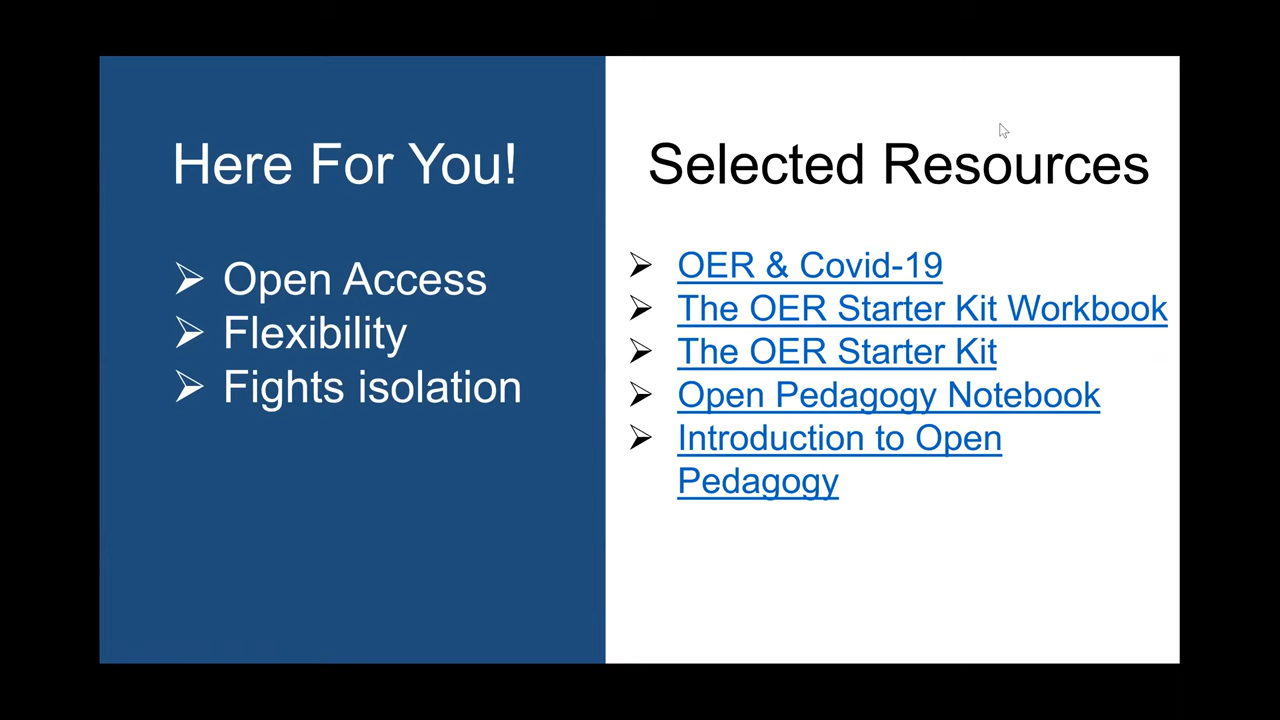 Here For You!
➢ Open Access
➢ Flexibility
➢ Fights isolation
Selected Resources
➢ OER & Covid-19
➢ The OER Starter Kit Workbook
➢ The OER Starter Kit
➢ Open Pedagogy Notebook
➢ Introduction to Open
Pedagogy